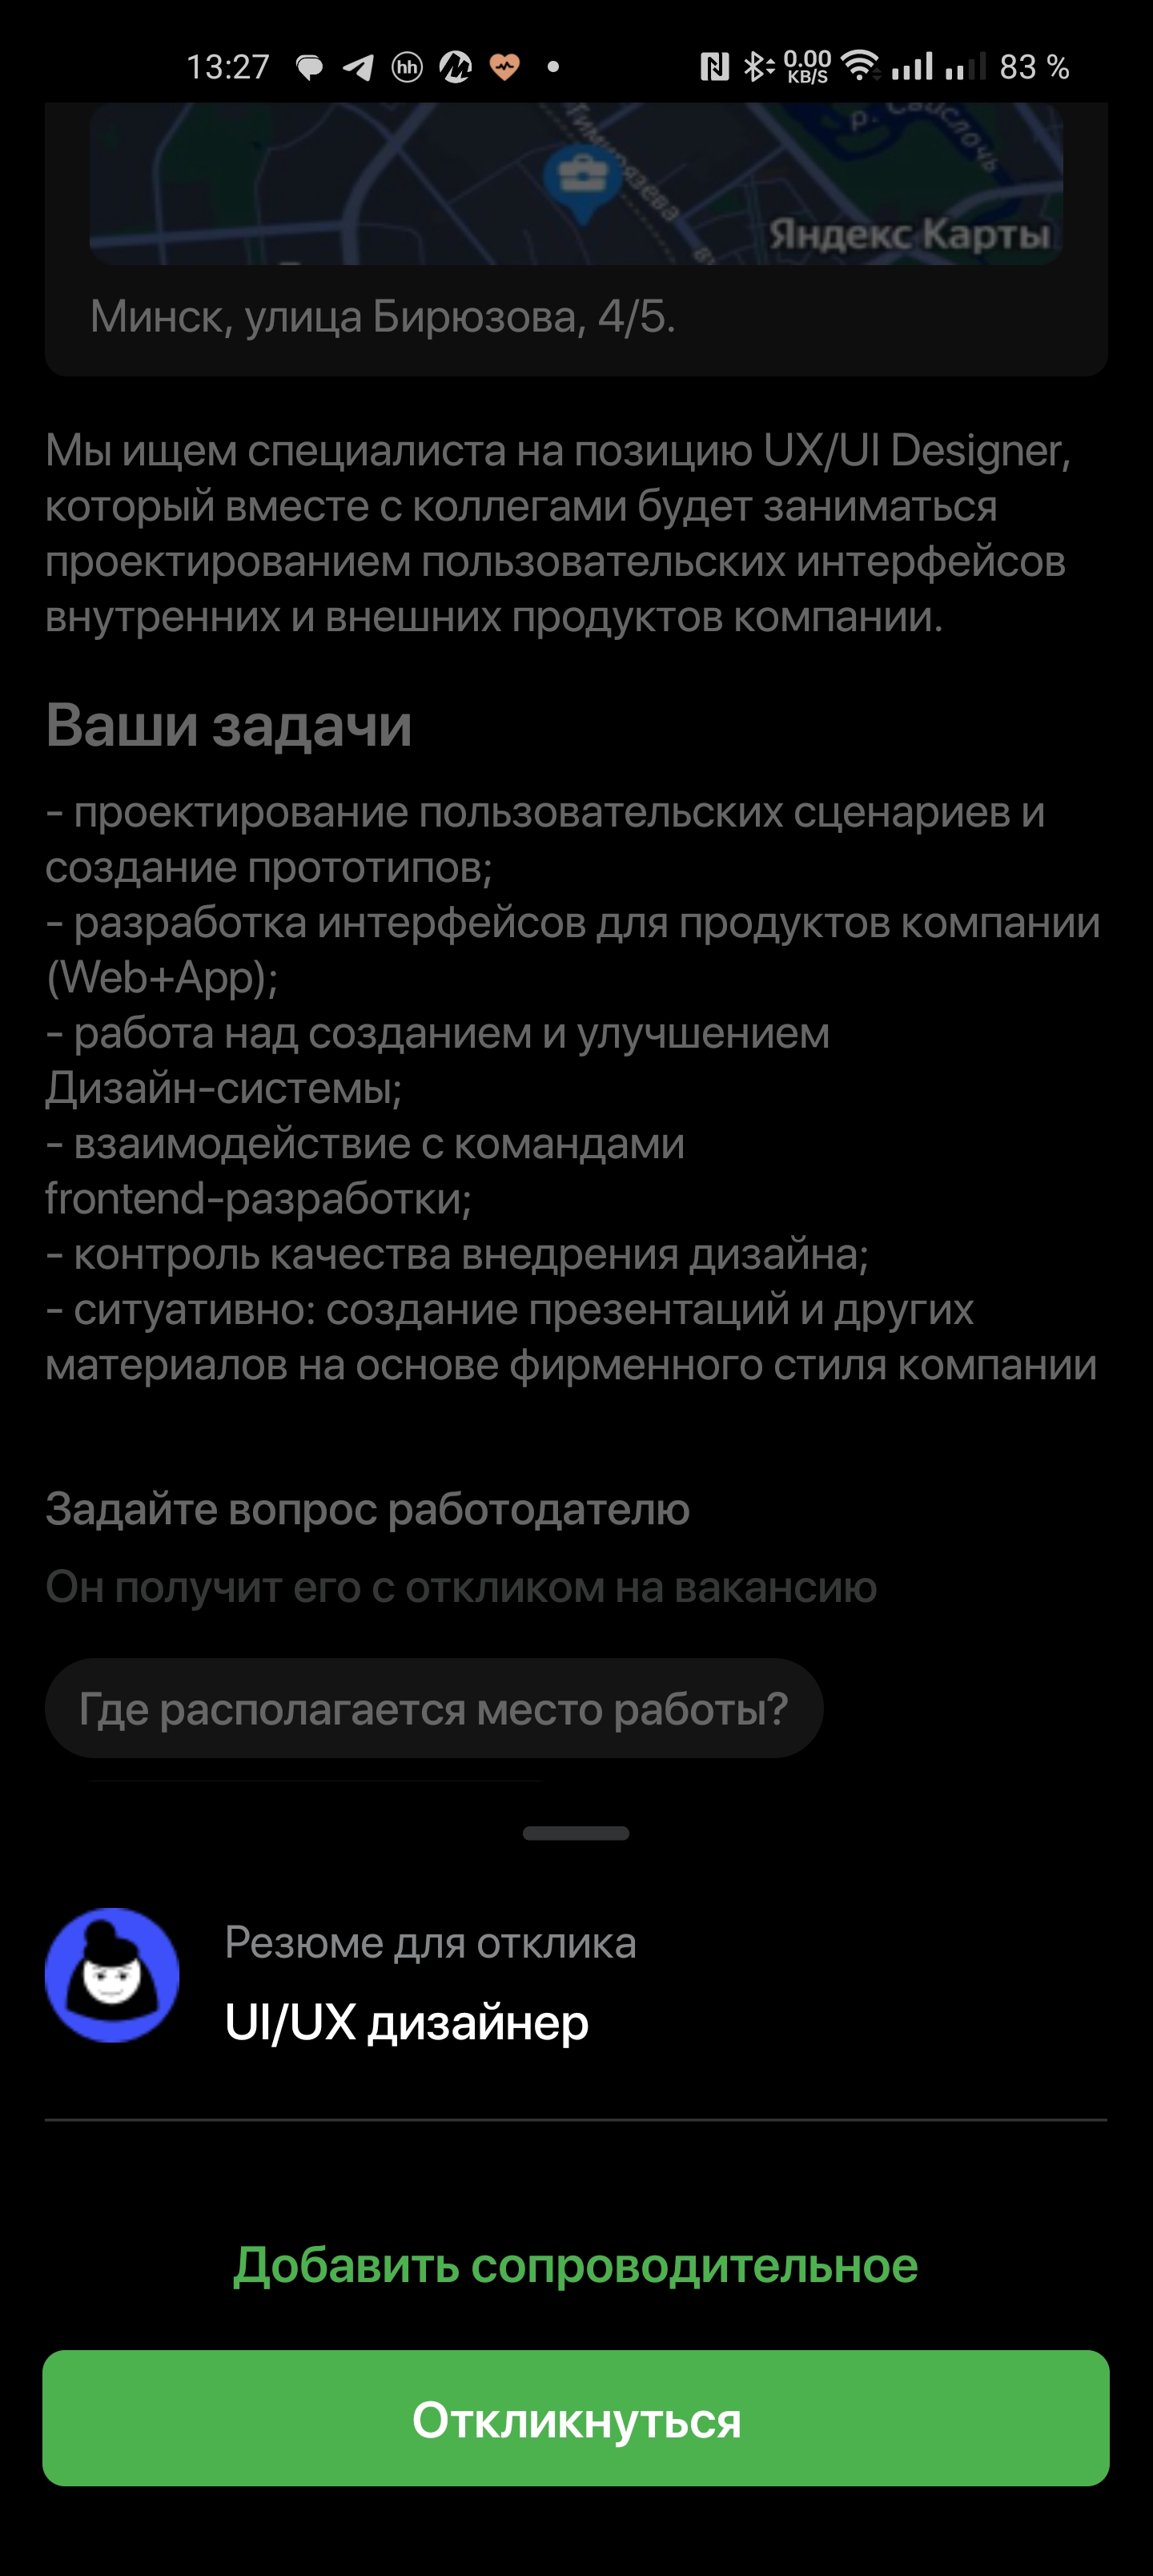 13:27
hh
0.00
KB/S
83 %
Тимирязева
р. Свислочь
Яндекс Карты
Минск, улица Бирюзова, 4/5.
Мы ищем специалиста на позицию UX/UI Designer,
который вместе с коллегами будет заниматься
проектированием пользовательских интерфейсов
внутренних и внешних продуктов компании.
Ваши задачи
- проектирование пользовательских сценариев и
создание прототипов;
- разработка интерфейсов для продуктов компании
(Web+App);
- работа над созданием и улучшением
Дизайн-системы;
- взаимодействие с командами
frontend-разработки;
- контроль качества внедрения дизайна;
- ситуативно: создание презентаций и других
материалов на основе фирменного стиля компании
Задайте вопрос работодателю
Он получит его с откликом на вакансию
Где располагается место работы?
Резюме для отклика
UI/UX дизайнер
Добавить сопроводительное
Откликнуться